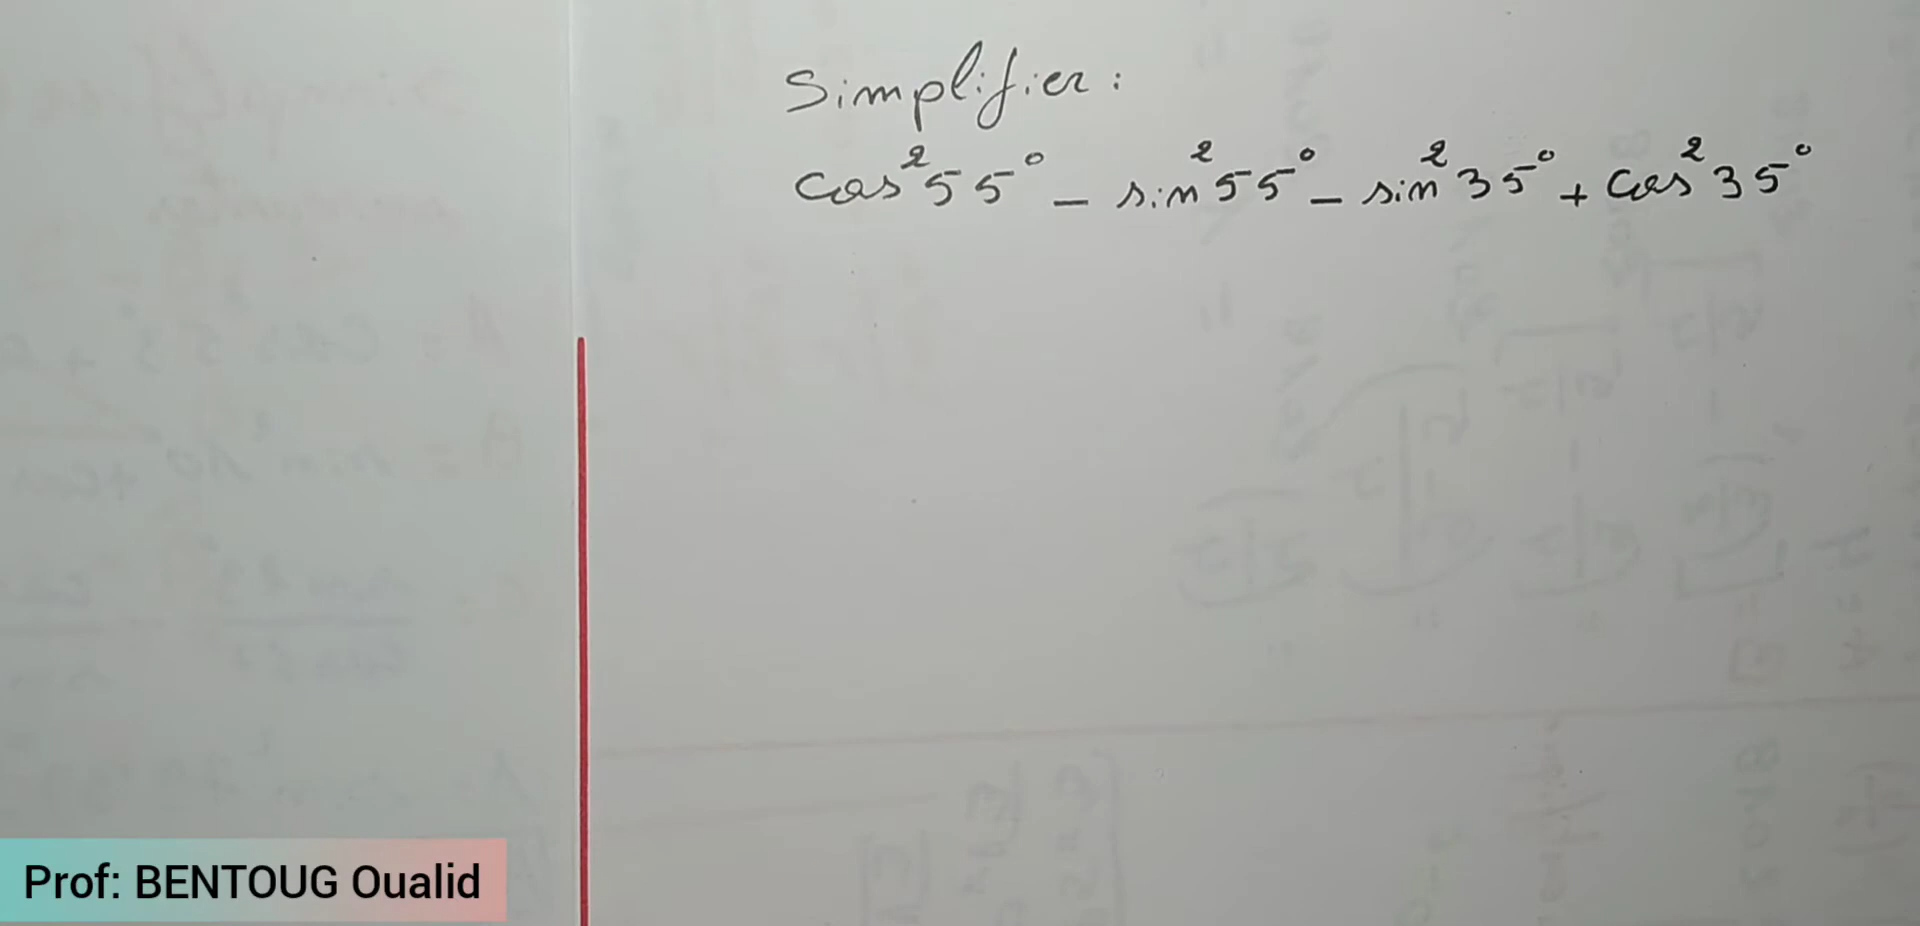 Simplifier :
cos²55° - sin²55° - sin²35° + cos²35°
Prof: BENTOUG Oualid